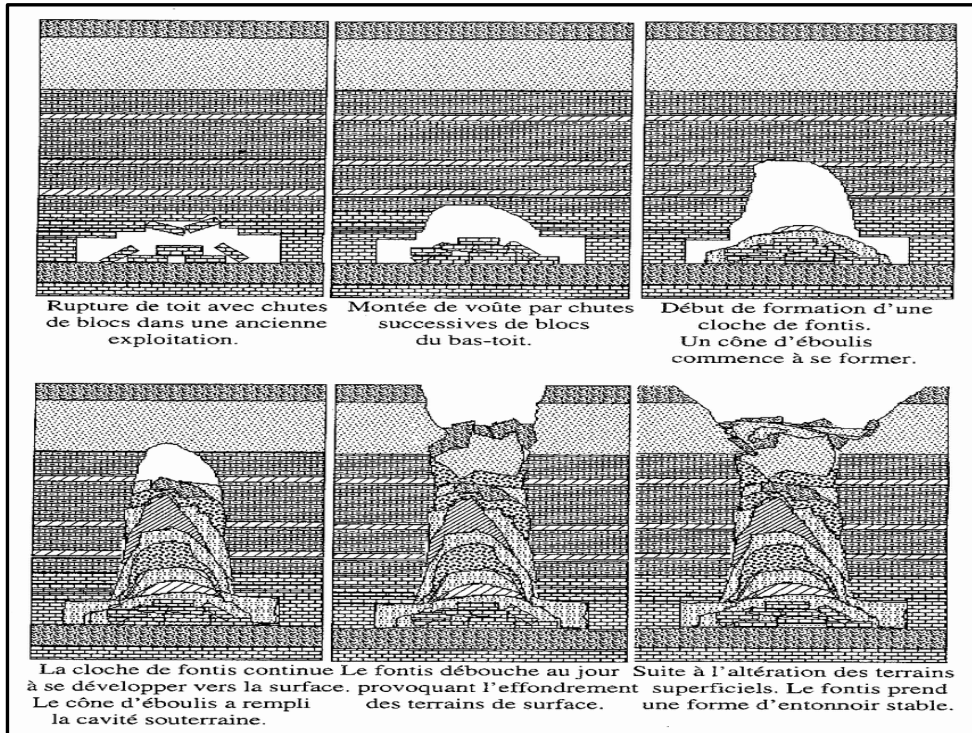 Rupture de toit avec chutes
de blocs dans une ancienne
exploitation.
Montée de voûte par chutes
successives de blocs
du bas-toit.
Début de formation d'une
cloche de fontis.
Un cône d'éboulis
commence à se former.
La cloche de fontis continue
à se développer vers la surface.
Le cône d'éboulis a rempli
la cavité souterraine.
Le fontis débouche au jour
provoquant l'effondrement
des terrains de surface.
Suite à l'altération des terrains
superficiels. Le fontis prend
une forme d'entonnoir stable.